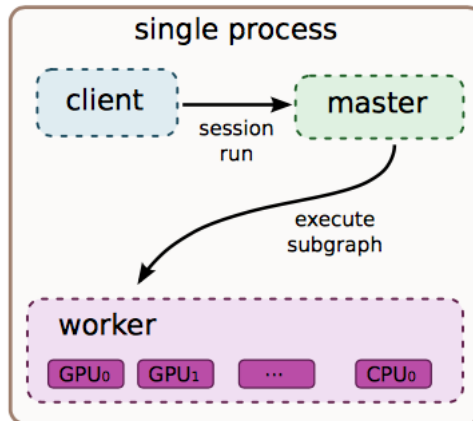 single process
client
master
session
run
execute
subgraph
worker
GPU₀ GPU₁ ... CPU₀